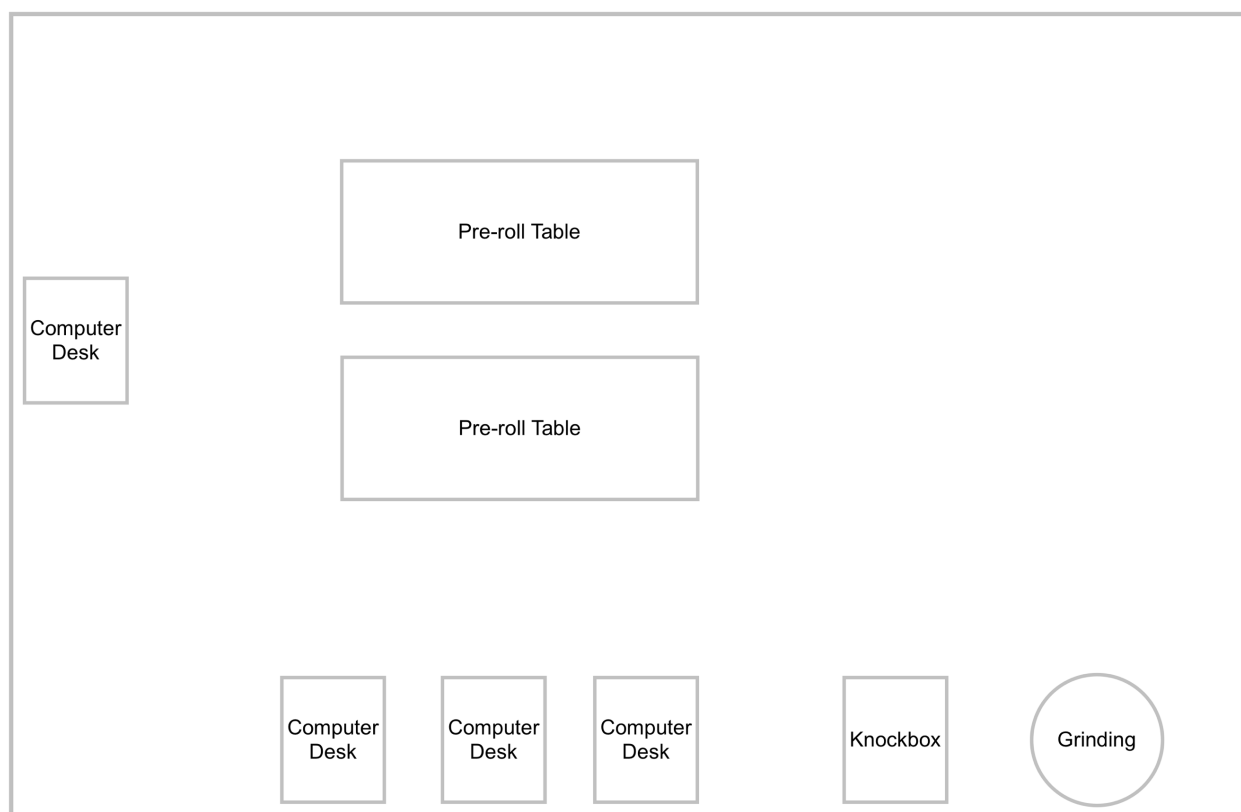 Pre-roll Table
Computer
Desk
Pre-roll Table
Computer
Desk
Computer
Desk
Computer
Desk
Knockbox
Grinding